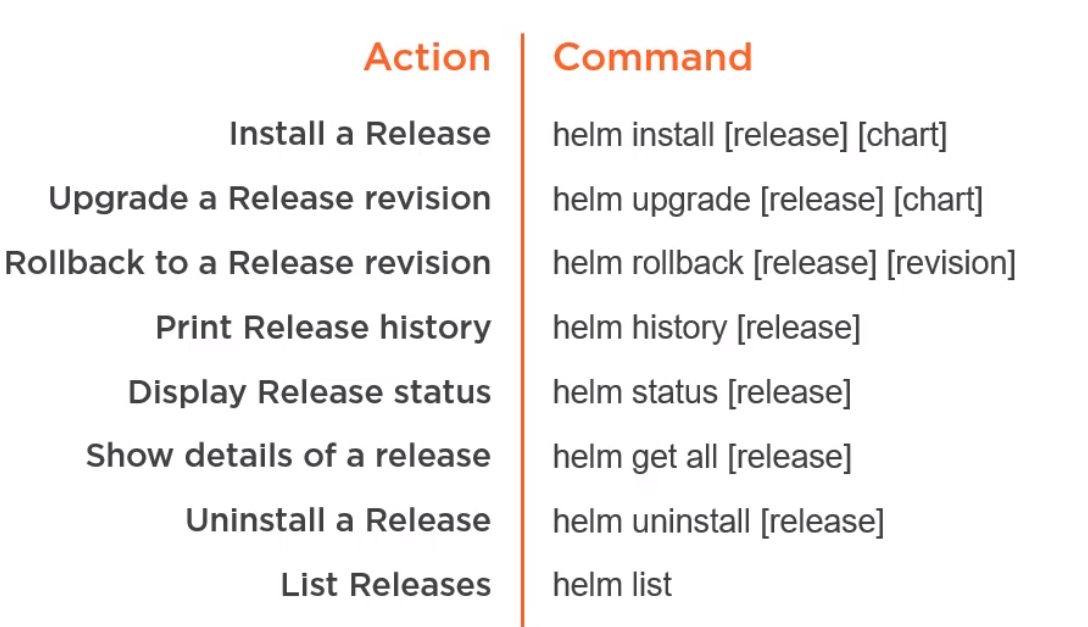 Action Command
Install a Release helm install [release] [chart]
Upgrade a Release revision helm upgrade [release] [chart]
Rollback to a Release revision helm rollback [release] [revision]
Print Release history helm history [release]
Display Release status helm status [release]
Show details of a release helm get all [release]
Uninstall a Release helm uninstall [release]
List Releases helm list